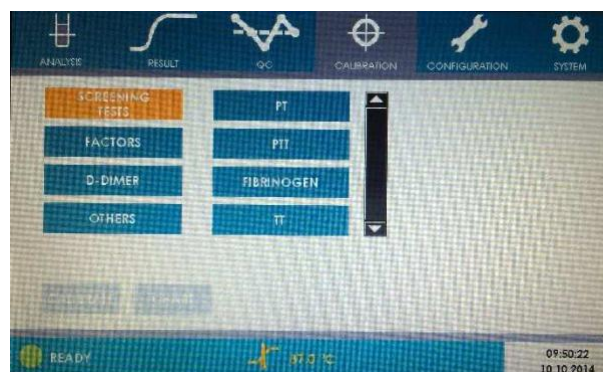 ANALYSIS RESULT QC CALIBRATION CONFIGURATION SYSTEM
SCREENING
TESTS
PT
FACTORS
PTT
D-DIMER
FIBRINOGEN
OTHERS
TT
READY
37.0 °C
09:50:22
10.10.2014